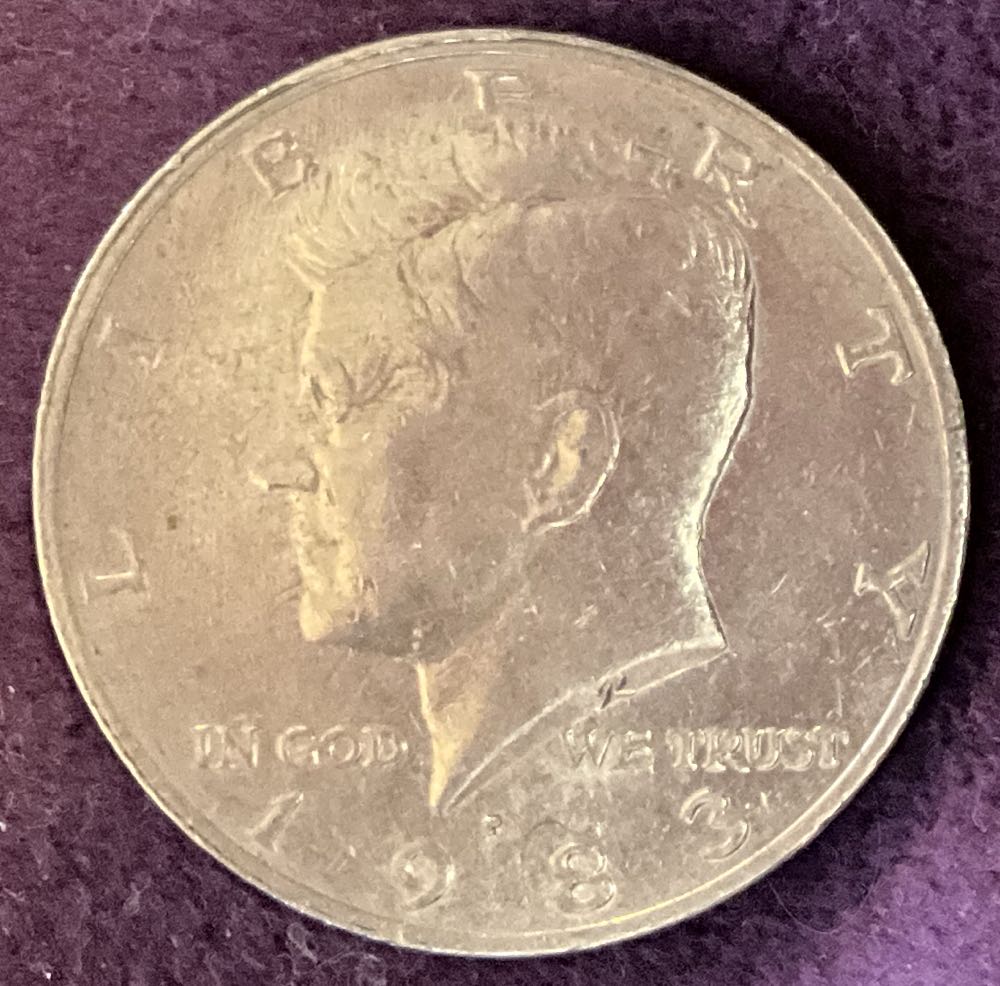 LIBERTY
IN GOD WE TRUST
P
1983